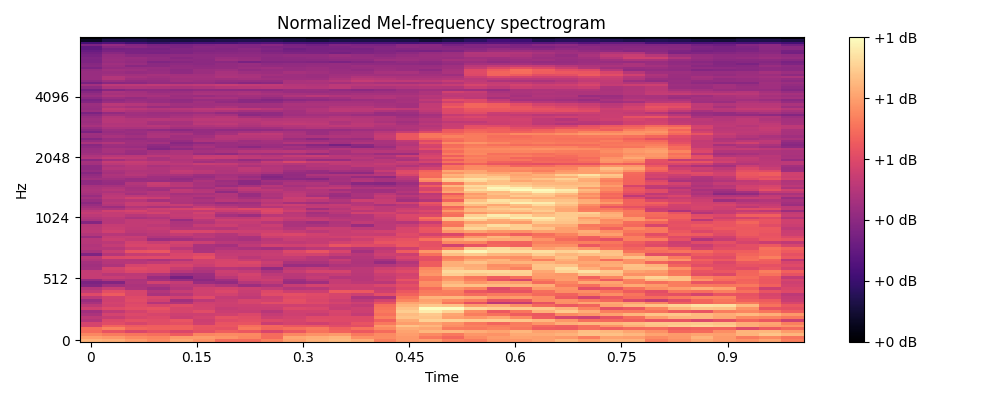 Normalized Mel-frequency spectrogram
4096
2048
1024
512
0
Hz
0
0.15
0.3
0.45
0.6
0.75
0.9
Time
+1 dB
+1 dB
+1 dB
+0 dB
+0 dB
+0 dB